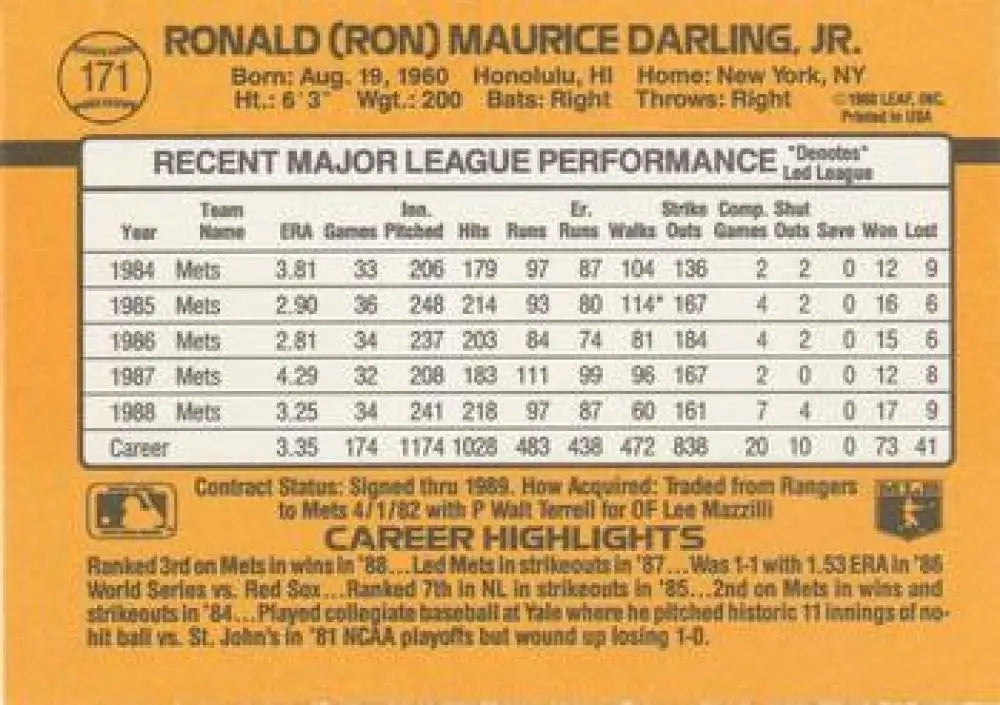 RONALD (RON) MAURICE DARLING, JR.
171
Born: Aug. 19, 1960 Honolulu, HI Home: New York, NY
Ht.: 6'3" Wgt.: 200 Bats: Right Throws: Right
© 1988 LEAF, INC.
Printed in USA
RECENT MAJOR LEAGUE PERFORMANCE
"Denotes"
Led League
Team Inn. Er. Strike Comp. Shut
Year Name ERA Games Pitched Hits Runs Runs Walks Outs Games Outs Save Won Lost
1984 Mets 3.81 33 206 179 97 87 104 136 2 2 0 12 9
1985 Mets 2.90 36 248 214 93 80 114* 167 4 2 0 16 6
1986 Mets 2.81 34 237 203 84 74 81 184 4 2 0 15 6
1987 Mets 4.29 32 208 183 111 99 96 167 2 0 0 12 8
1988 Mets 3.25 34 241 218 97 87 60 161 7 4 0 17 9
Career 3.35 174 1174 1028 483 438 472 838 20 10 0 73 41
Contract Status: Signed thru 1989. How Acquired: Traded from Rangers
to Mets 4/1/82 with P Walt Terrell for OF Lee Mazzilli
CAREER HIGHLIGHTS
Ranked 3rd on Mets in wins in '88...Led Mets in strikeouts in '87...Was 1-1 with 1.53 ERA in '86
World Series vs. Red Sox...Ranked 7th in NL in strikeouts in '85...2nd on Mets in wins and
strikeouts in '84...Played collegiate baseball at Yale where he pitched historic 11 innings of no-
hit ball vs. St. John's in '81 NCAA playoffs but wound up losing 1-0.